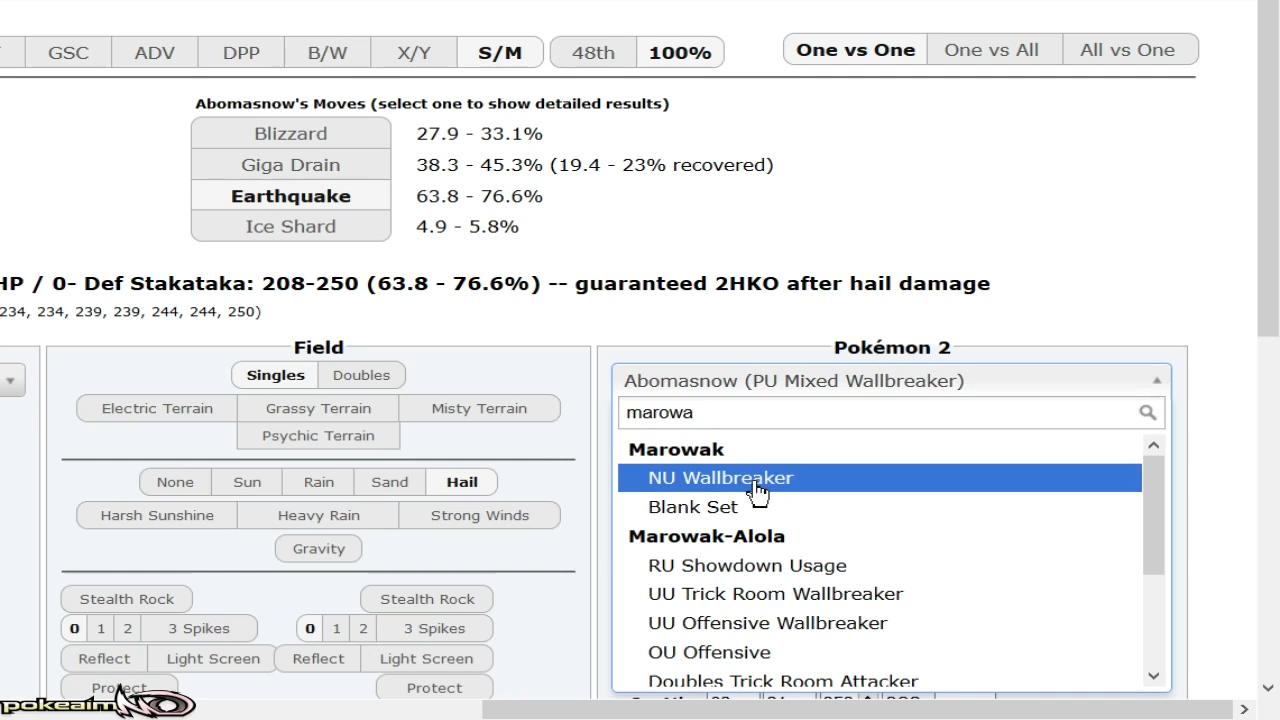 GSC ADV DPP B/W X/Y S/M 48th 100% One vs One One vs All All vs One
Abomasnow's Moves (select one to show detailed results)
Blizzard 27.9 - 33.1%
Giga Drain 38.3 - 45.3% (19.4 - 23% recovered)
Earthquake 63.8 - 76.6%
Ice Shard 4.9 - 5.8%
HP / 0- Def Stakataka: 208-250 (63.8 - 76.6%) -- guaranteed 2HKO after hail damage
234, 234, 239, 239, 244, 244, 250)
Field
Singles Doubles
Electric Terrain Grassy Terrain Misty Terrain
Psychic Terrain
None Sun Rain Sand Hail
Harsh Sunshine Heavy Rain Strong Winds
Gravity
Stealth Rock Stealth Rock
0 1 2 3 Spikes 0 1 2 3 Spikes
Reflect Light Screen Reflect Light Screen
Protect Protect
Pokémon 2
Abomasnow (PU Mixed Wallbreaker)
marowa
Marowak
NU Wallbreaker
Blank Set
Marowak-Alola
RU Showdown Usage
UU Trick Room Wallbreaker
UU Offensive Wallbreaker
OU Offensive
Doubles Trick Room Attacker
pokeaimMD